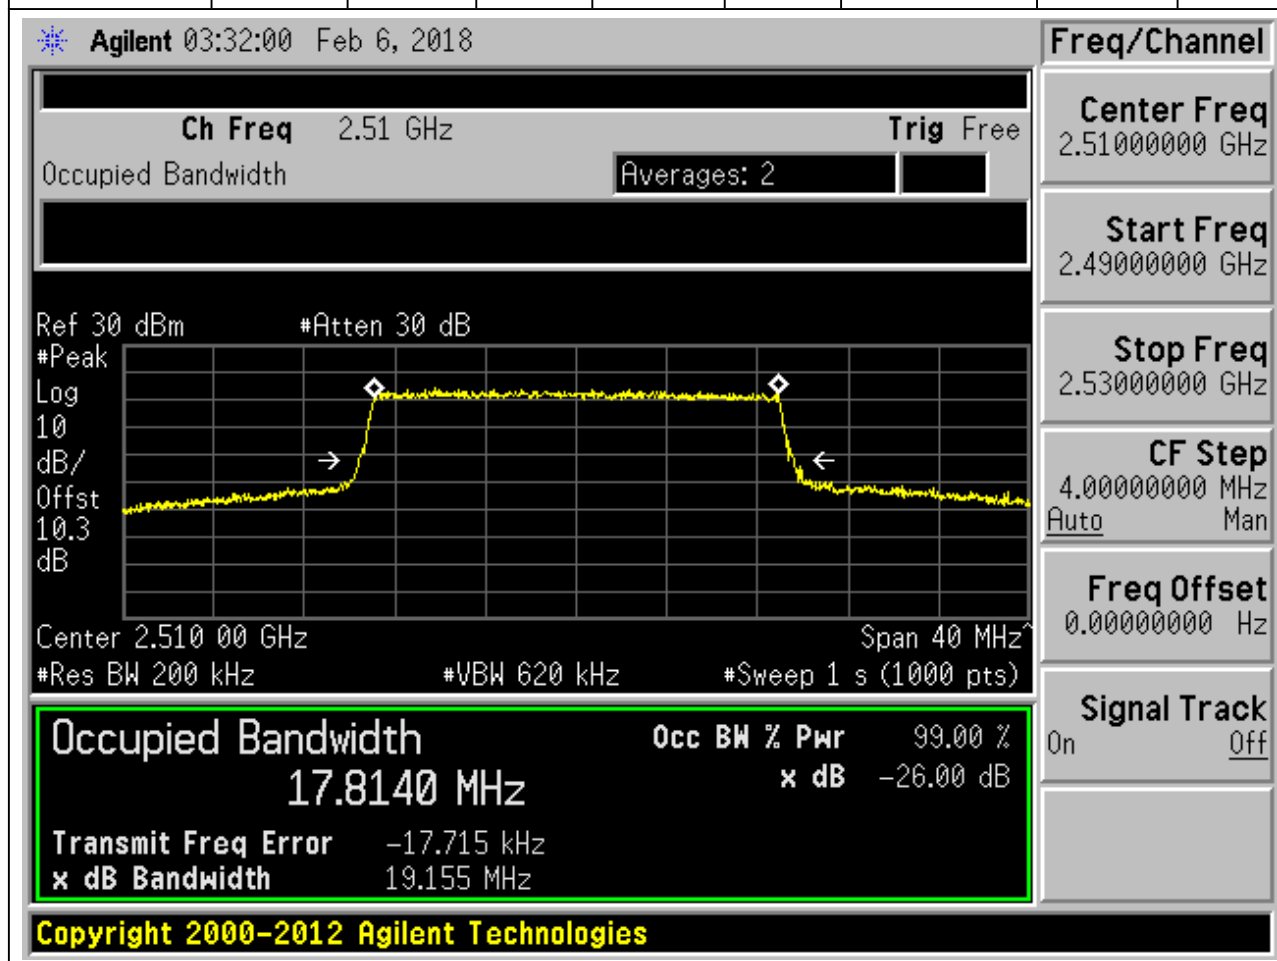 Agilent 03:32:00 Feb 6, 2018
Freq/Channel
Ch Freq 2.51 GHz
Trig Free
Occupied Bandwidth
Averages: 2
Center Freq
2.51000000 GHz
Start Freq
2.49000000 GHz
Stop Freq
2.53000000 GHz
CF Step
4.00000000 MHz
Auto Man
Freq Offset
0.00000000 Hz
Signal Track
On Off
Ref 30 dBm #Atten 30 dB
#Peak
Log
10
dB/
Offst
10.3
dB
Center 2.510 00 GHz Span 40 MHz^
#Res BW 200 kHz #VBW 620 kHz #Sweep 1 s (1000 pts)
Occupied Bandwidth
17.8140 MHz
Occ BW % Pwr 99.00 %
x dB -26.00 dB
Transmit Freq Error -17.715 kHz
x dB Bandwidth 19.155 MHz
Copyright 2000-2012 Agilent Technologies